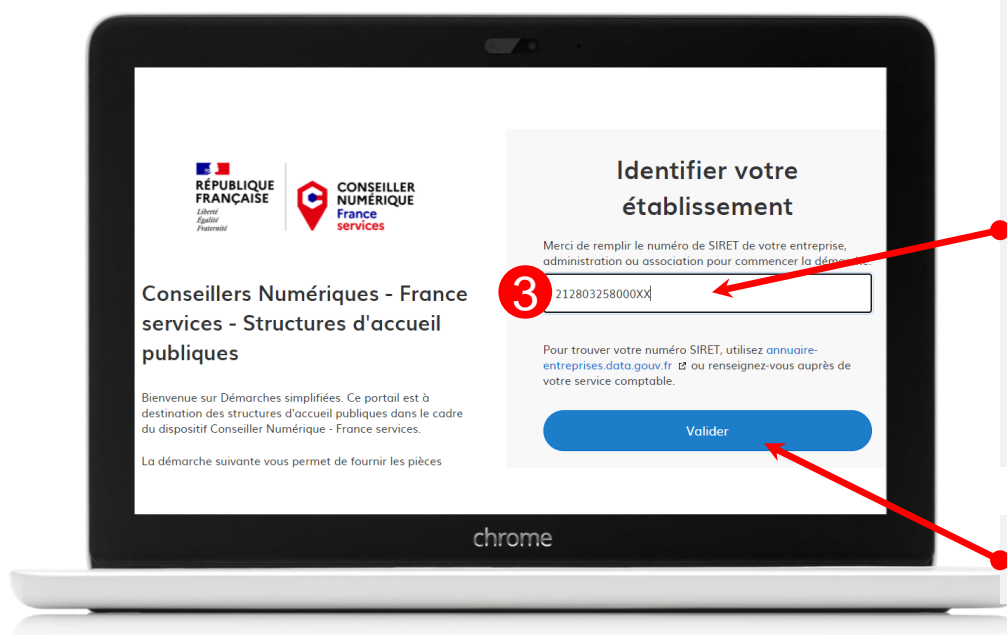 RÉPUBLIQUE
FRANÇAISE
Liberté
Égalité
Fraternité
CONSEILLER
NUMÉRIQUE
France
services
Conseillers Numériques - France
services - Structures d'accueil
publiques
Bienvenue sur Démarches simplifiées. Ce portail est à
destination des structures d'accueil publiques dans le cadre
du dispositif Conseiller Numérique - France services.
La démarche suivante vous permet de fournir les pièces
Identifier votre
établissement
Merci de remplir le numéro de SIRET de votre entreprise,
administration ou association pour commencer la démarche.
3
212803258000XX
Pour trouver votre numéro SIRET, utilisez annuaire-
entreprises.data.gouv.fr ou renseignez-vous auprès de
votre service comptable.
Valider
chrome